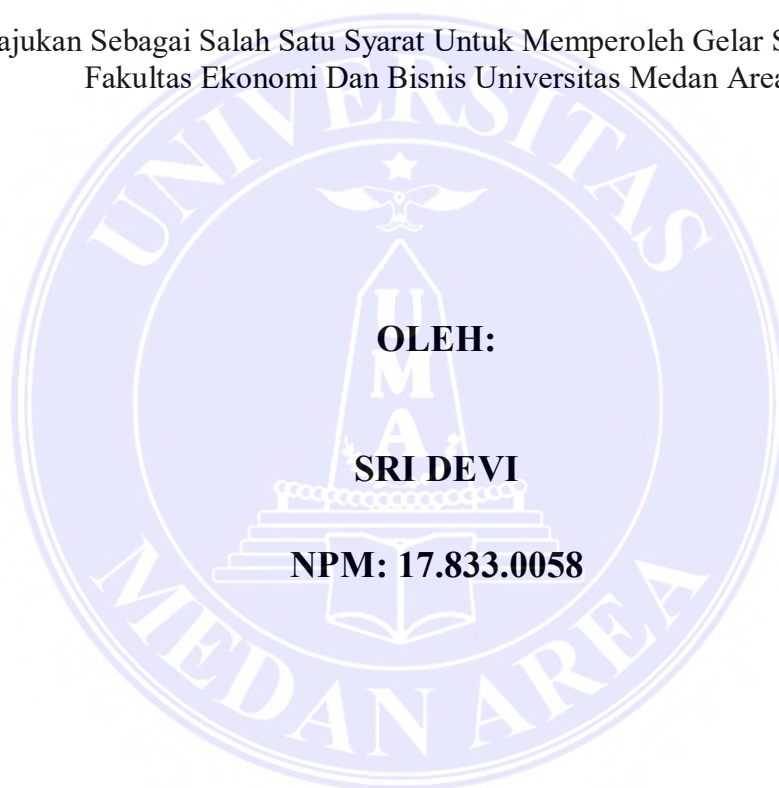 ajukan Sebagai Salah Satu Syarat Untuk Memperoleh Gelar S
Fakultas Ekonomi Dan Bisnis Universitas Medan Area
UNIVERSITAS
U
OLEH:
M
A
SRI DEVI
NPM: 17.833.0058
MEDAN AREA